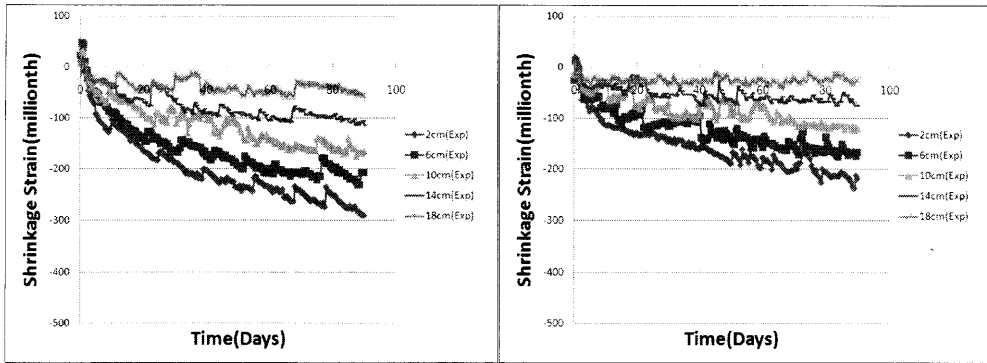 100
0
-100
-200
-300
-400
-500
0
20
40
60
80
100
Shrinkage Strain(millionth)
Time(Days)
2cm(Exp)
6cm(Exp)
10cm(Exp)
14cm(Exp)
18cm(Exp)
100
0
-100
-200
-300
-400
-500
0
20
40
60
80
100
Shrinkage Strain(millionth)
Time(Days)
2cm(Exp)
6cm(Exp)
10cm(Exp)
14cm(Exp)
18cm(Exp)